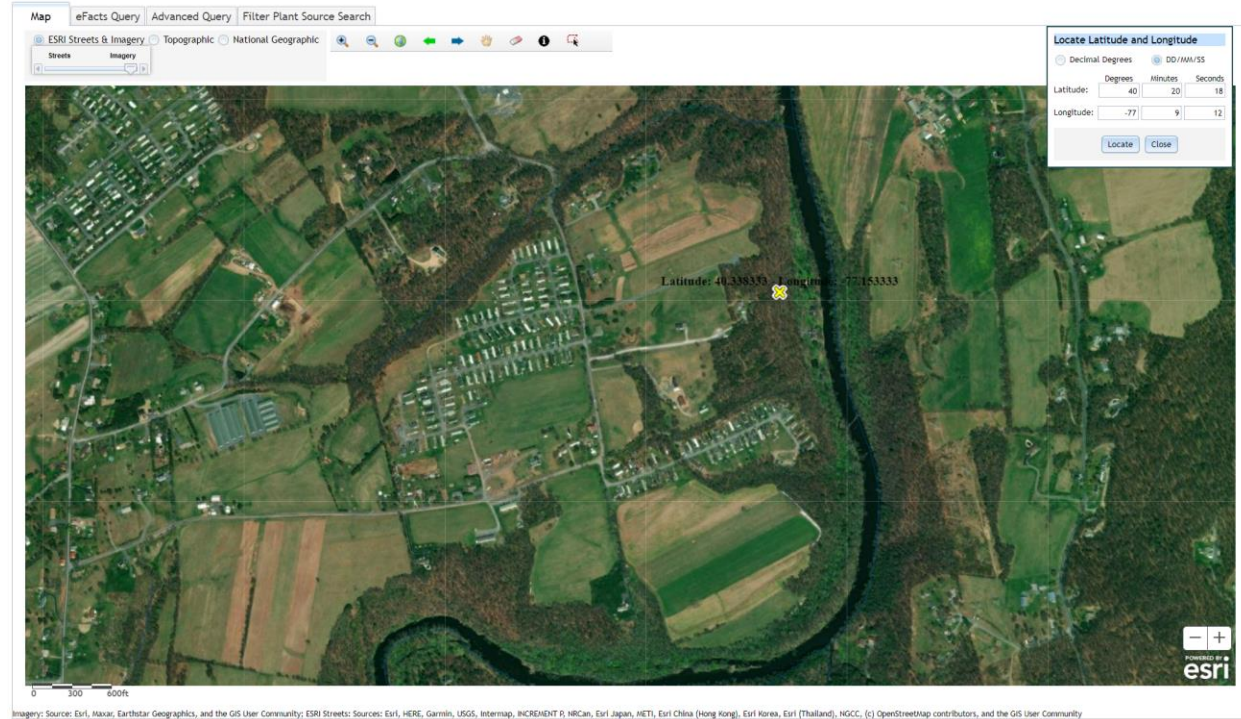 Map eFacts Query Advanced Query Filter Plant Source Search
ESRI Streets & Imagery Topographic National Geographic
Streets Imagery
Locate Latitude and Longitude
Decimal Degrees DD/MM/SS
Degrees Minutes Seconds
Latitude: 40 20 18
Longitude: -77 9 12
Locate Close
Latitude: 40.338333 Longitude: -77.153333
POWERED BY
esri
0 300 600ft
Imagery: Source: Esri, Maxar, Earthstar Geographics, and the GIS User Community; ESRI Streets: Sources: Esri, HERE, Garmin, USGS, Intermap, INCREMENT P, NRCan, Esri Japan, METI, Esri China (Hong Kong), Esri Korea, Esri (Thailand), NGCC, (c) OpenStreetMap contributors, and the GIS User Community